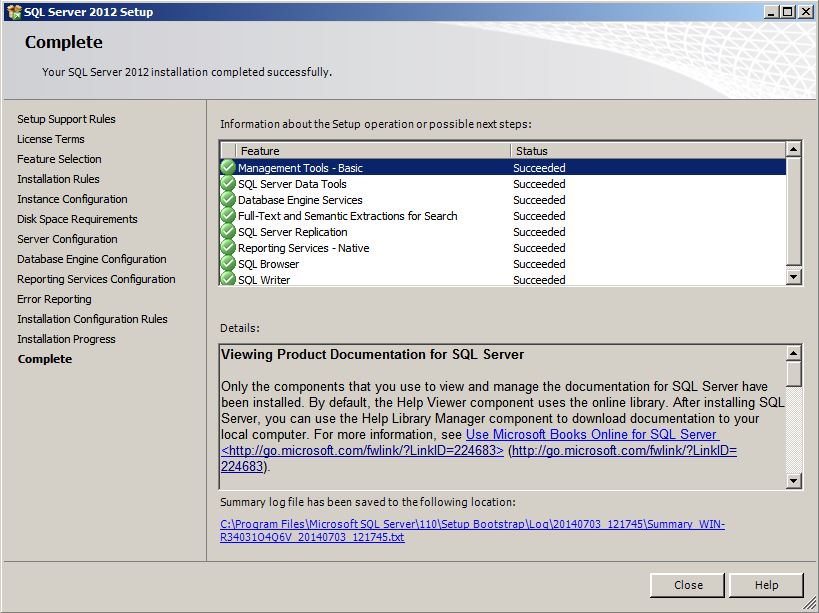 SQL Server 2012 Setup
Complete
Your SQL Server 2012 installation completed successfully.
Setup Support Rules
License Terms
Feature Selection
Installation Rules
Instance Configuration
Disk Space Requirements
Server Configuration
Database Engine Configuration
Reporting Services Configuration
Error Reporting
Installation Configuration Rules
Installation Progress
Complete
Information about the Setup operation or possible next steps:
Feature Status
Management Tools - Basic Succeeded
SQL Server Data Tools Succeeded
Database Engine Services Succeeded
Full-Text and Semantic Extractions for Search Succeeded
SQL Server Replication Succeeded
Reporting Services - Native Succeeded
SQL Browser Succeeded
SQL Writer Succeeded
Details:
Viewing Product Documentation for SQL Server
Only the components that you use to view and manage the documentation for SQL Server have
been installed. By default, the Help Viewer component uses the online library. After installing SQL
Server, you can use the Help Library Manager component to download documentation to your
local computer. For more information, see Use Microsoft Books Online for SQL Server
<http://go.microsoft.com/fwlink/?LinkID=224683> (http://go.microsoft.com/fwlink/?LinkID=
224683).
Summary log file has been saved to the following location:
C:\Program Files\Microsoft SQL Server\110\Setup Bootstrap\Log\20140703_121745\Summary_WIN-
R34031O4Q6V_20140703_121745.txt
Close Help